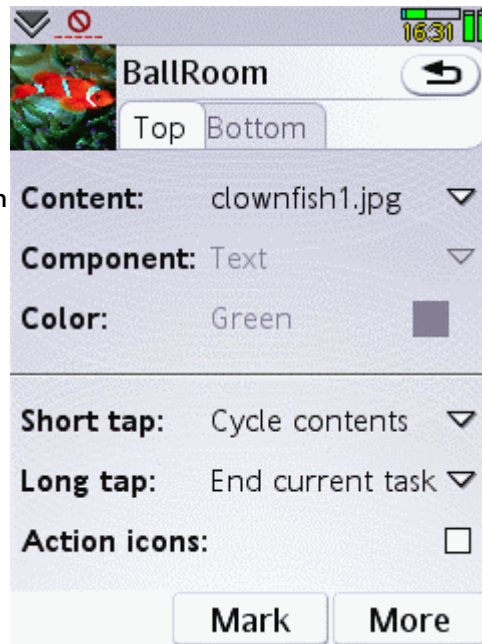 16:31
BallRoom
Top Bottom
n
Content: clownfish1.jpg
Component: Text
Color: Green
Short tap: Cycle contents
Long tap: End current task
Action icons:
Mark More